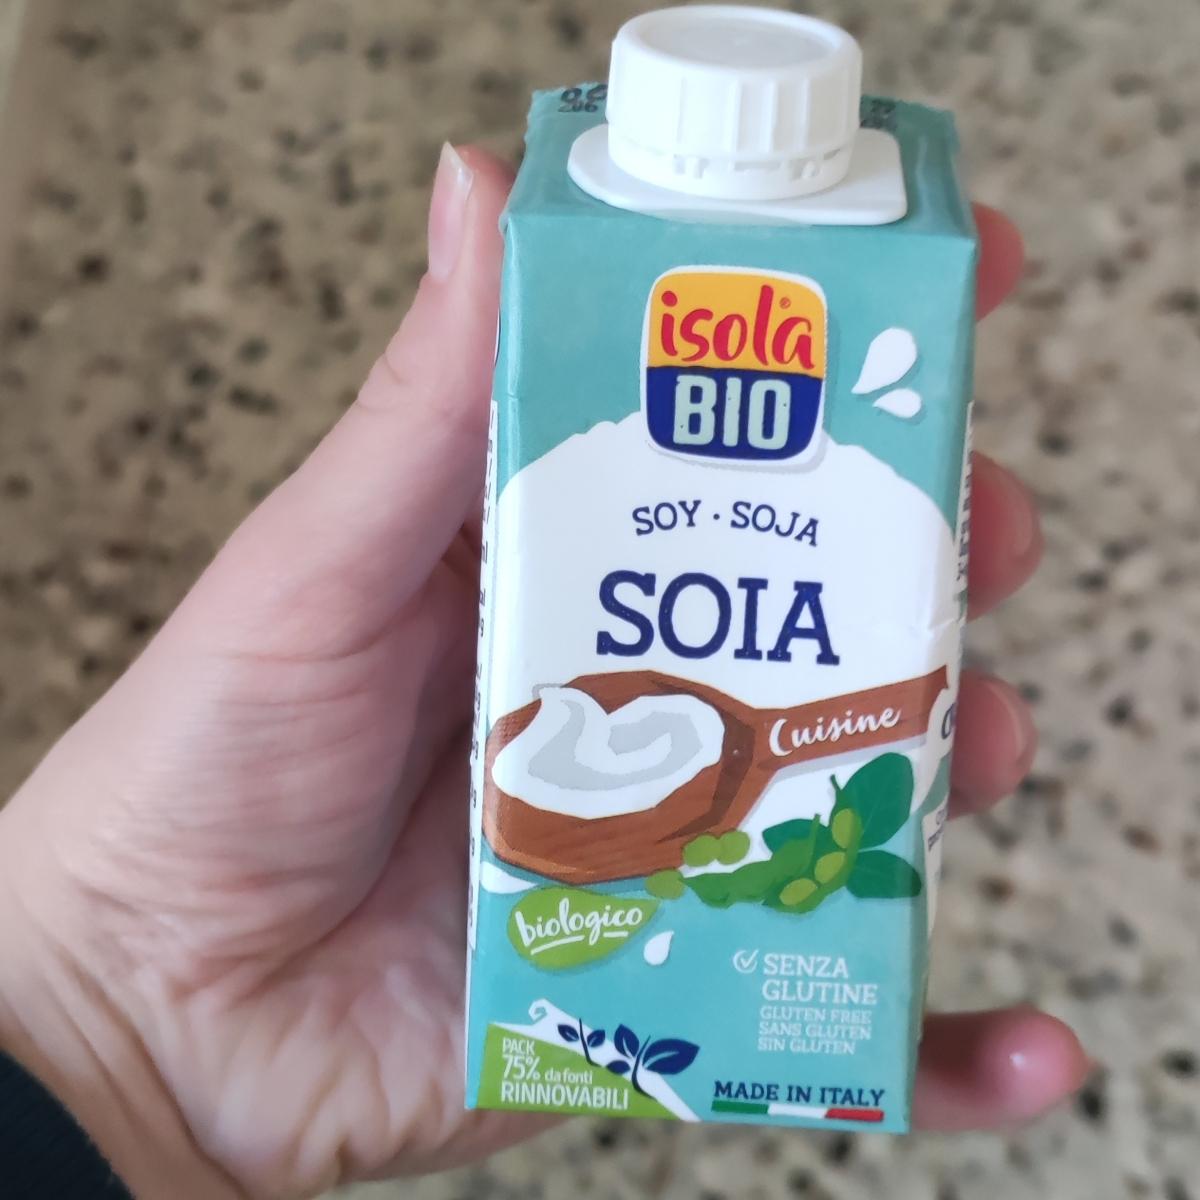 isola
BIO
SOY · SOJA
SOIA
Cuisine
biologico
SENZA
GLUTINE
GLUTEN FREE
SANS GLUTEN
SIN GLUTEN
PACK
75% da fonti
RINNOVABILI
MADE IN ITALY